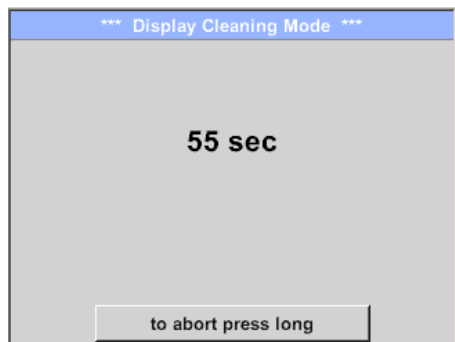 *** Display Cleaning Mode ***
55 sec
to abort press long